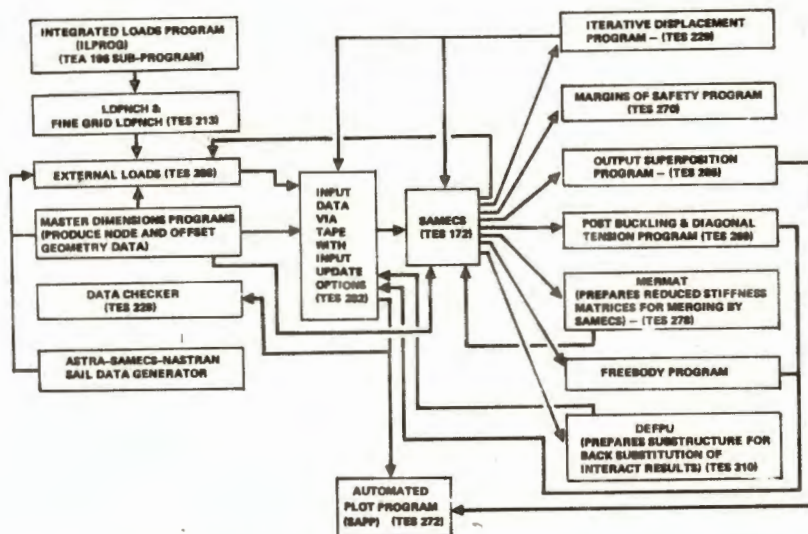 INTEGRATED LOADS PROGRAM
(ILPROG)
(TEA 196 SUB-PROGRAM)
LDPNCH &
FINE GRID LDPNCH (TES 213)
EXTERNAL LOADS (TES
MASTER DIMENSIONS PROGRAMS
(PRODUCE NODE AND OFFSET
GEOMETRY DATA)
DATA CHECKER
(TES 228)
ASTRA-SAMECS-NASTRAN
SAIL DATA GENERATOR
INPUT
DATA
VIA
TAPE
WITH
INPUT
UPDATE
OPTIONS
(TES 252)
SAMECS
(TES 172)
AUTOMATED
PLOT PROGRAM
(SAPP) (TES 272)
ITERATIVE DISPLACEMENT
PROGRAM - (TES 229)
MARGINS OF SAFETY PROGRAM
(TES 270)
OUTPUT SUPERPOSITION
PROGRAM - (TES
POST BUCKLING & DIAGONAL
TENSION PROGRAM (TES
MERMAT
(PREPARES REDUCED STIFFNESS
MATRICES FOR MERGING BY
SAMECS) - (TES 278)
FREEBODY PROGRAM
DEFPU
(PREPARES SUBSTRUCTURE FOR
BACK SUBSTITUTION OF
INTERACT RESULTS) (TES 310)